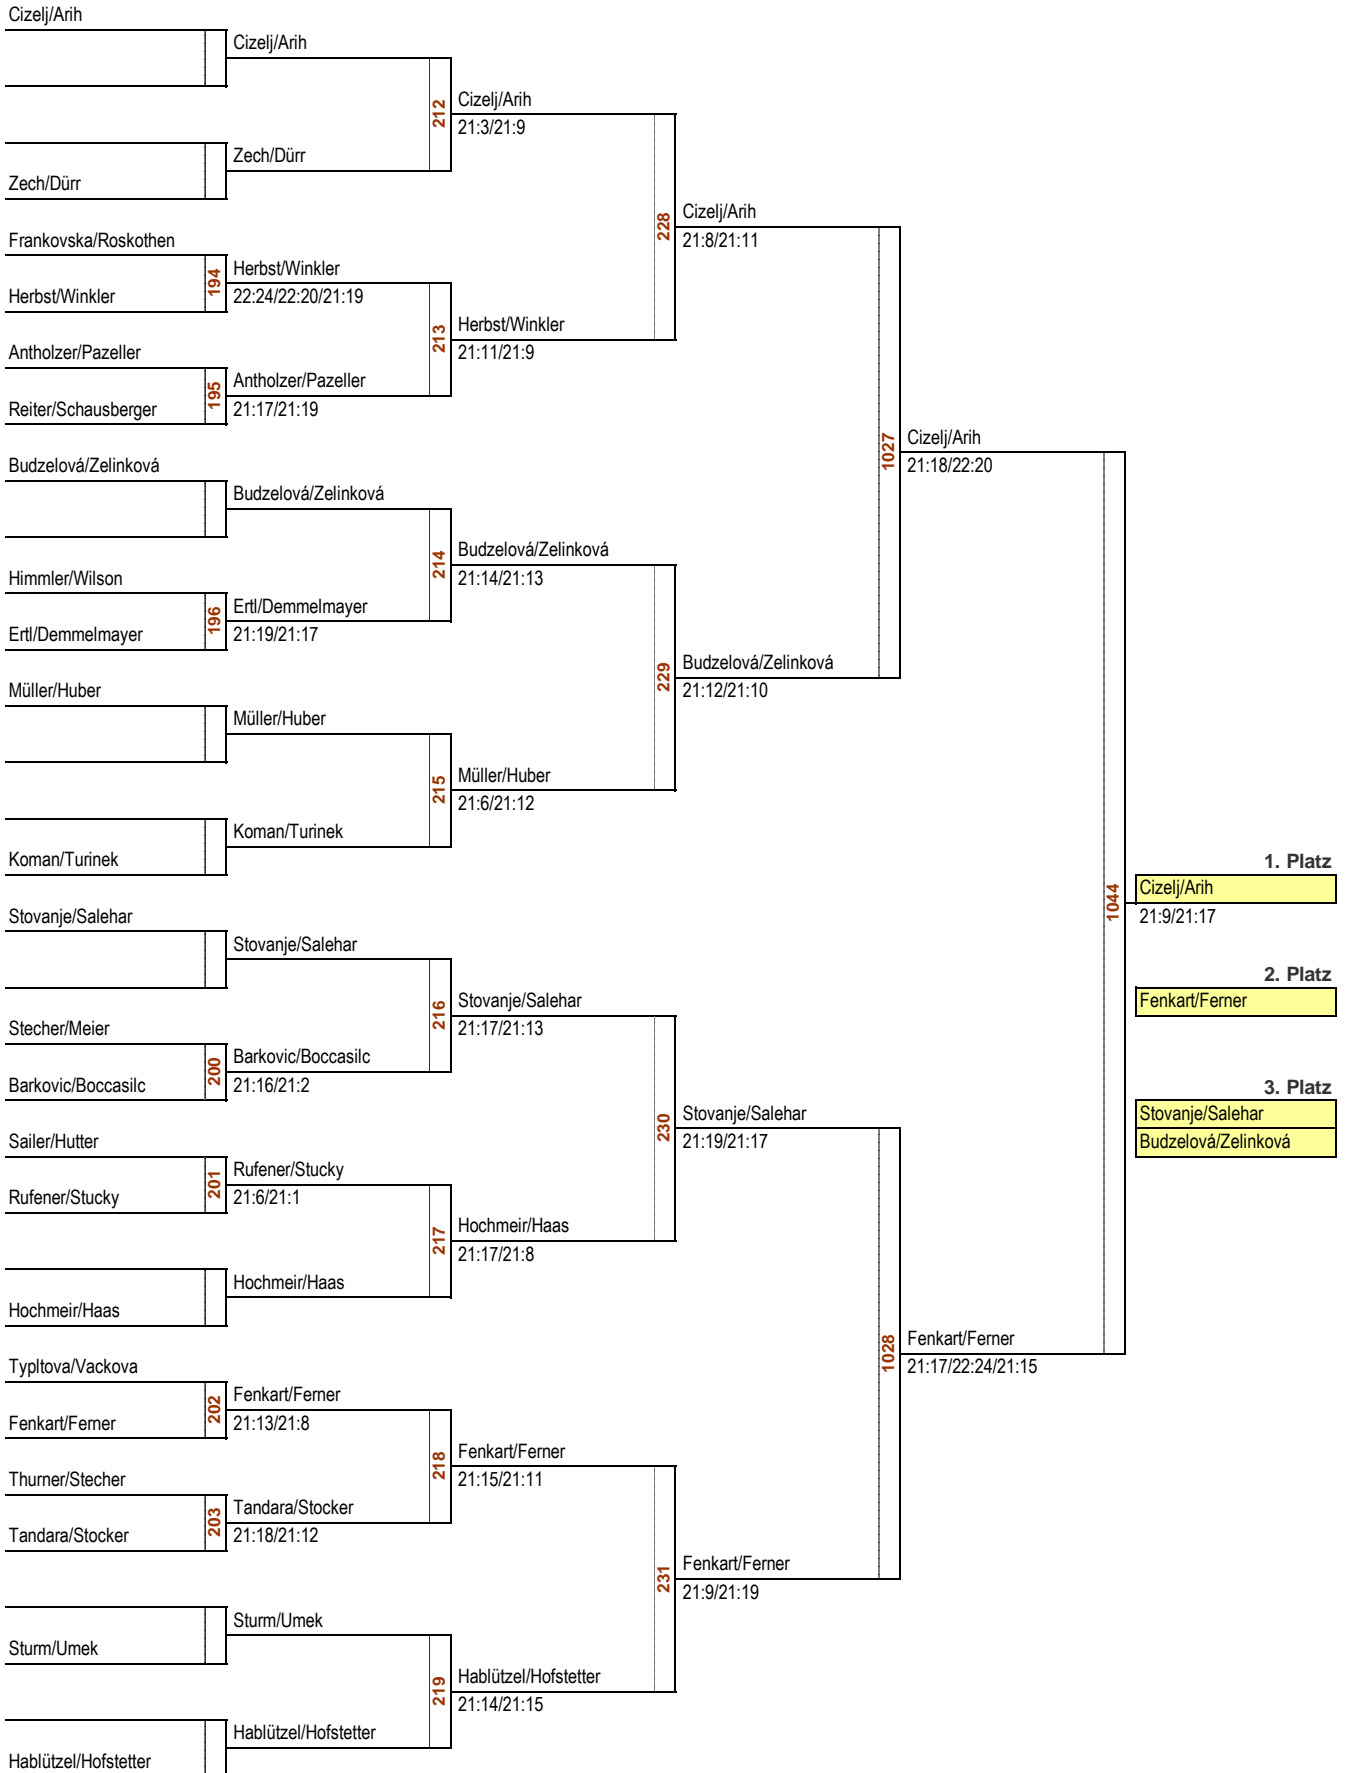 Cizelj/Arih
Cizelj/Arih
212
Cizelj/Arih
21:3/21:9
Zech/Dürr
Zech/Dürr
228
Cizelj/Arih
21:8/21:11
Frankovska/Roskothen
194
Herbst/Winkler
Herbst/Winkler
22:24/22:20/21:19
213
Herbst/Winkler
21:11/21:9
Antholzer/Pazeller
195
Antholzer/Pazeller
Reiter/Schausberger
21:17/21:19
1027
Cizelj/Arih
21:18/22:20
Budzelová/Zelinková
Budzelová/Zelinková
214
Budzelová/Zelinková
21:14/21:13
Himmler/Wilson
196
Ertl/Demmelmayer
Ertl/Demmelmayer
21:19/21:17
229
Budzelová/Zelinková
21:12/21:10
Müller/Huber
Müller/Huber
215
Müller/Huber
21:6/21:12
Koman/Turinek
Koman/Turinek
1. Platz
1044
Cizelj/Arih
21:9/21:17
2. Platz
Fenkart/Ferner
3. Platz
Stovanje/Salehar
Budzelová/Zelinková
Stovanje/Salehar
Stovanje/Salehar
216
Stovanje/Salehar
21:17/21:13
Stecher/Meier
200
Barkovic/Boccasilc
Barkovic/Boccasilc
21:16/21:2
230
Stovanje/Salehar
21:19/21:17
Sailer/Hutter
201
Rufener/Stucky
Rufener/Stucky
21:6/21:1
217
Hochmeir/Haas
21:17/21:8
Hochmeir/Haas
Hochmeir/Haas
1028
Fenkart/Ferner
21:17/22:24/21:15
Typltova/Vackova
202
Fenkart/Ferner
Fenkart/Ferner
21:13/21:8
218
Fenkart/Ferner
21:15/21:11
Thurner/Stecher
203
Tandara/Stocker
Tandara/Stocker
21:18/21:12
231
Fenkart/Ferner
21:9/21:19
Sturm/Umek
Sturm/Umek
219
Hablützel/Hofstetter
21:14/21:15
Hablützel/Hofstetter
Hablützel/Hofstetter